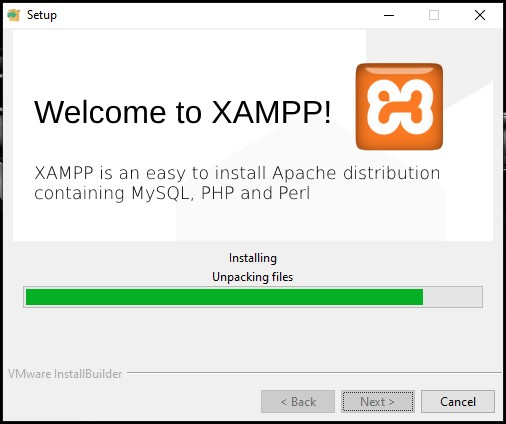 Setup
Welcome to XAMPP!
XAMPP is an easy to install Apache distribution
containing MySQL, PHP and Perl
Installing
Unpacking files
VMware InstallBuilder
< Back
Next >
Cancel